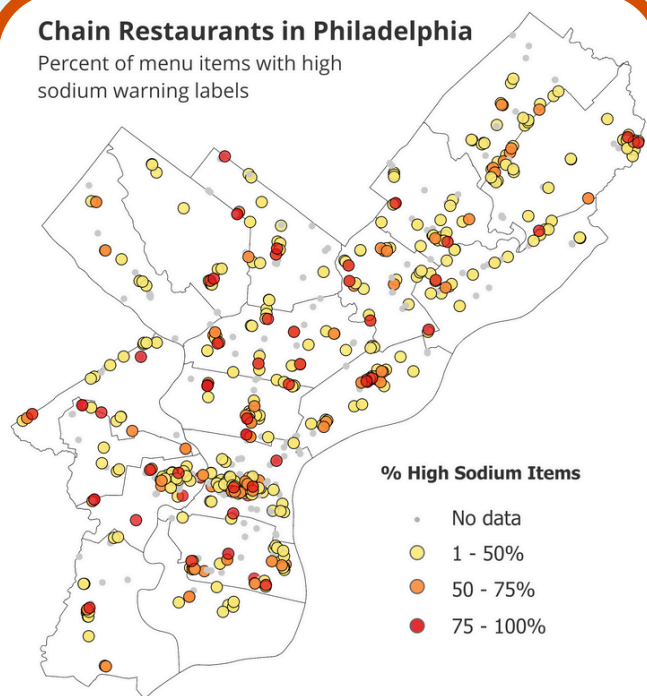 Chain Restaurants in Philadelphia
Percent of menu items with high
sodium warning labels
% High Sodium Items
No data
1 - 50%
50 - 75%
75 - 100%